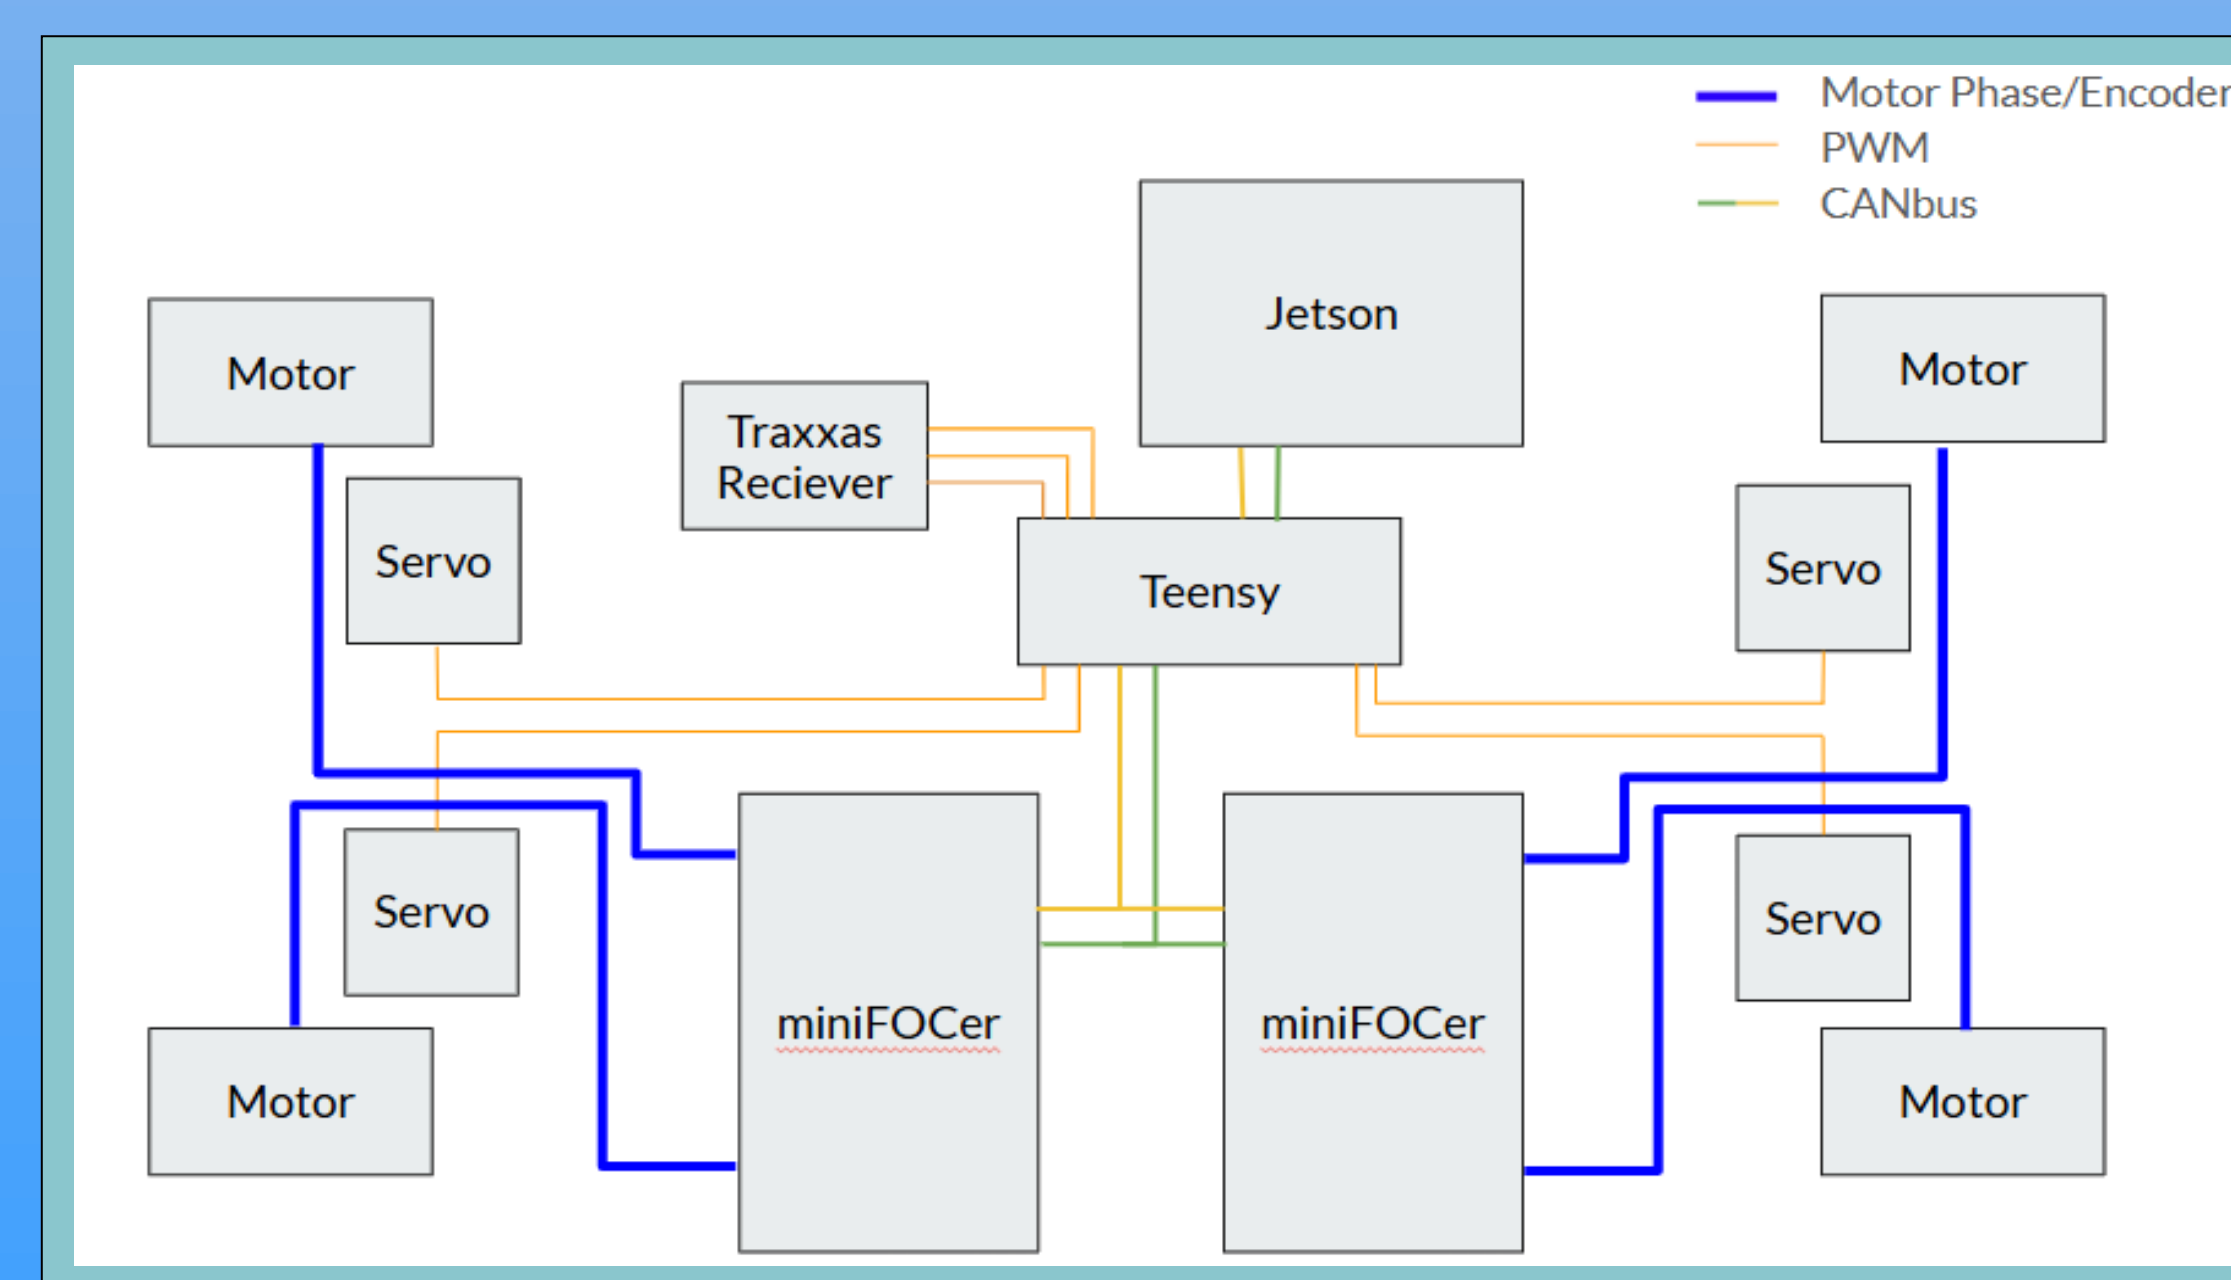 Motor Phase/Encoder
PWM
CANbus
Jetson
Motor
Motor
Traxxas
Reciever
Servo
Servo
Teensy
Servo
Servo
miniFOCer
miniFOCer
Motor
Motor